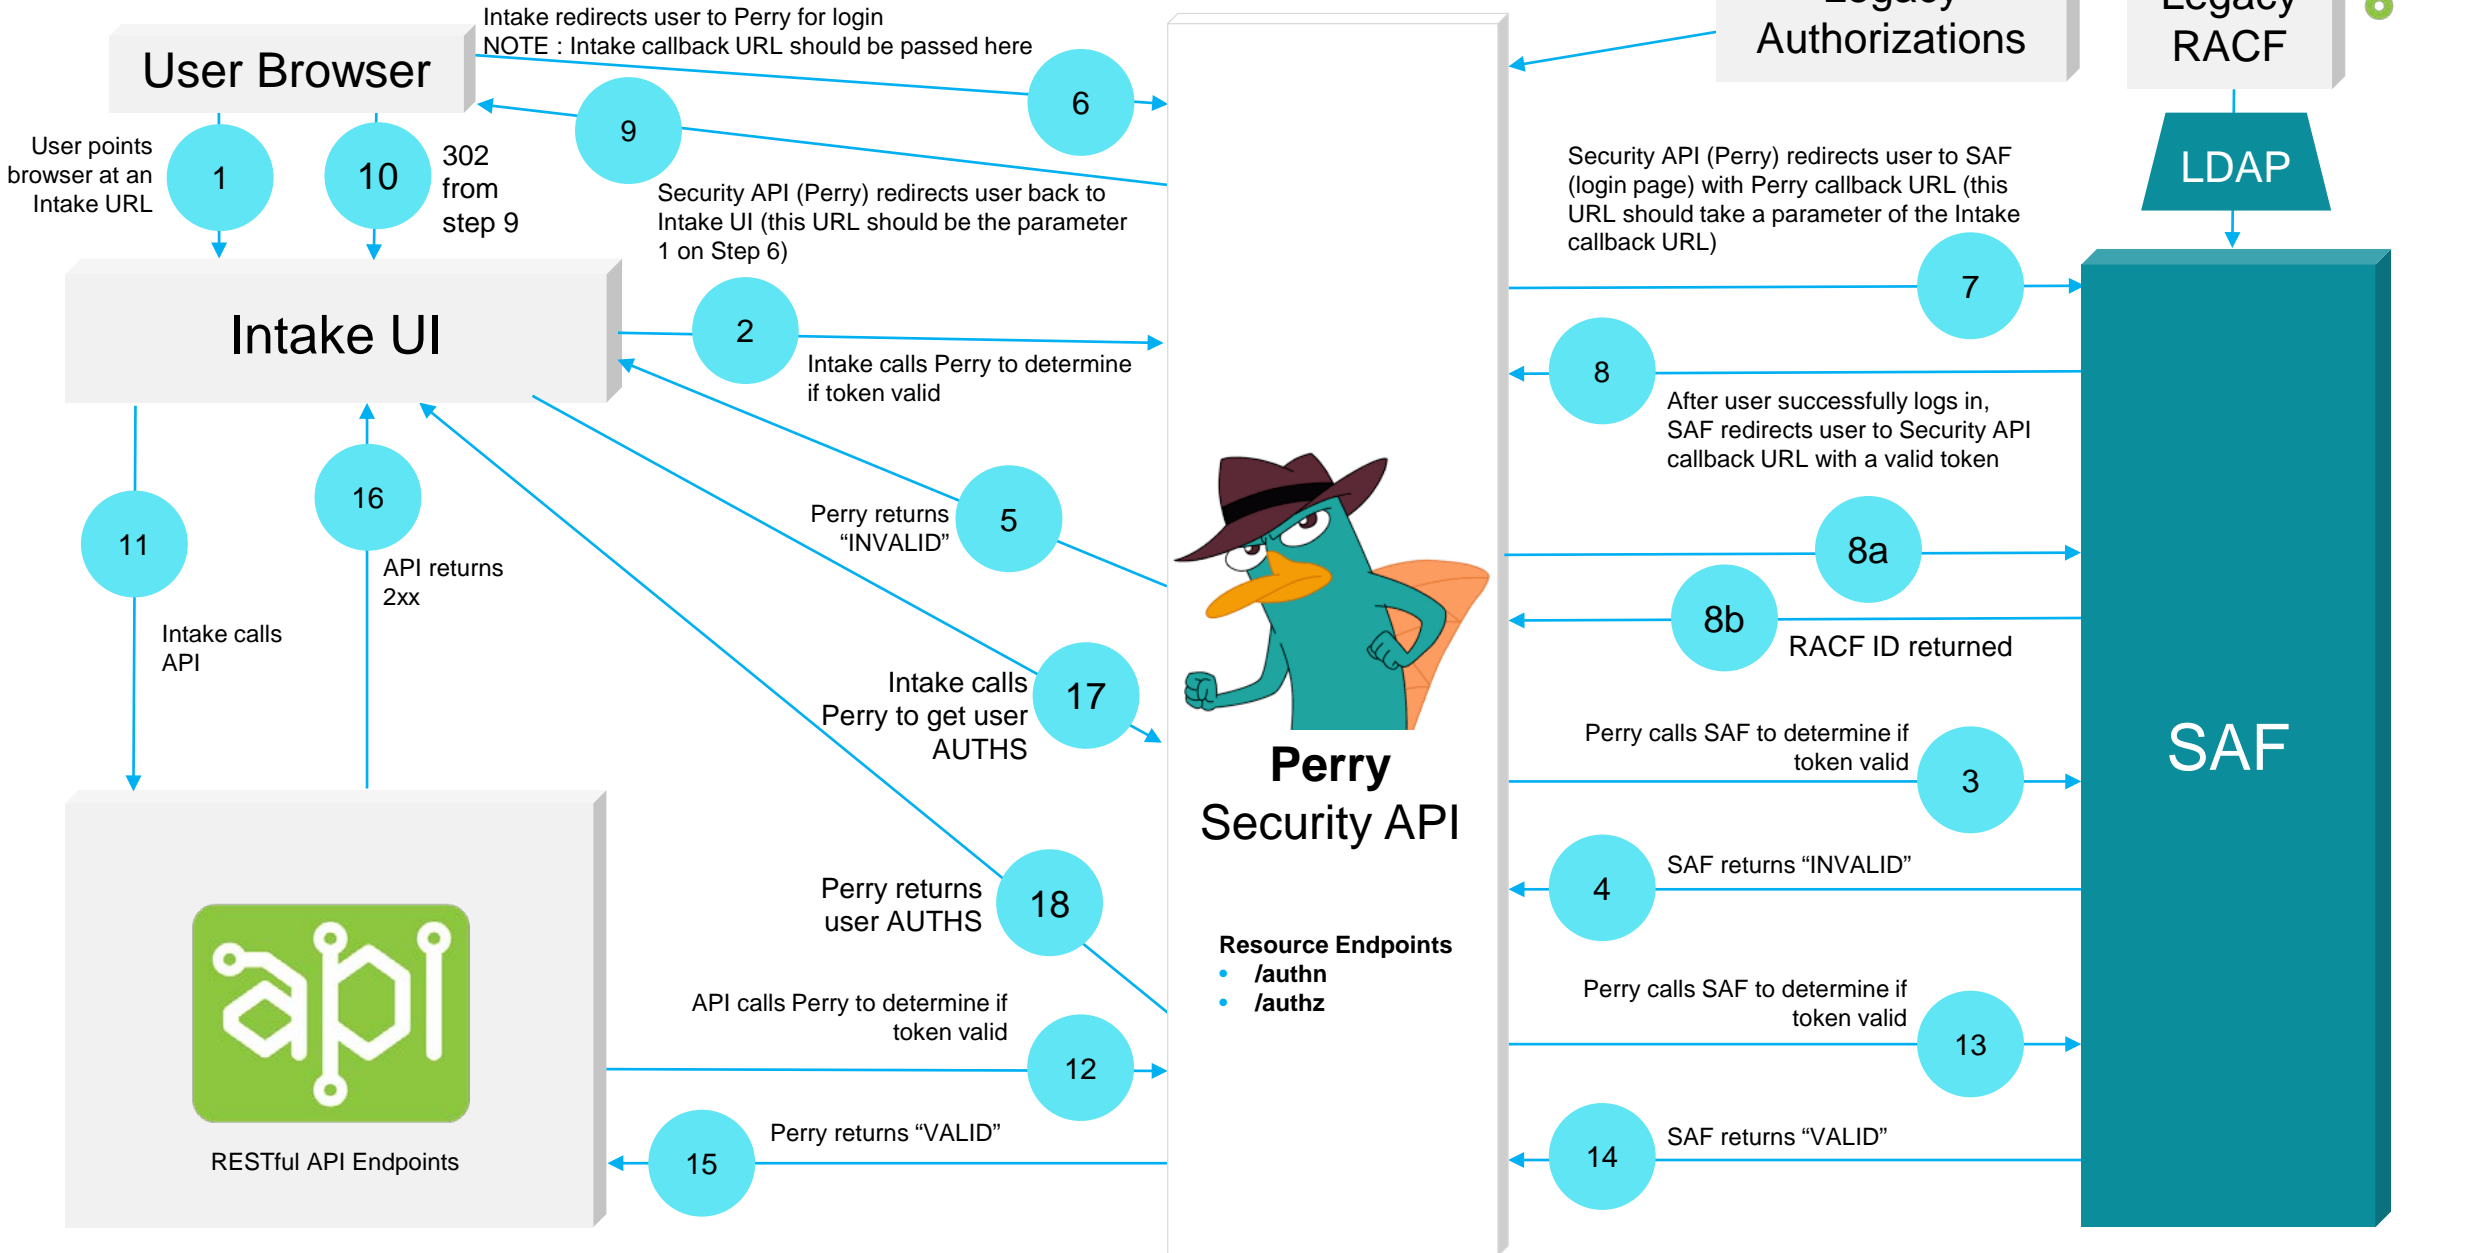 Intake redirects user to Perry for login
NOTE : Intake callback URL should be passed here
User Browser
Legacy
Authorizations
Legacy
RACF
6
9
User points
browser at an
Intake URL
1
10
302
from
step 9
Security API (Perry) redirects user back to
Intake UI (this URL should be the parameter
1 on Step 6)
Security API (Perry) redirects user to SAF
(login page) with Perry callback URL (this
URL should take a parameter of the Intake
callback URL)
LDAP
7
Intake UI
2
Intake calls Perry to determine
if token valid
8
After user successfully logs in,
SAF redirects user to Security API
callback URL with a valid token
16
11
Perry returns
“INVALID”
5
8a
API returns
2xx
8b
RACF ID returned
Intake calls
API
Intake calls
Perry to get user
AUTHS
17
Perry calls SAF to determine if
token valid
3
SAF
Perry
Security API
4
SAF returns “INVALID”
Perry returns
user AUTHS
18
Resource Endpoints
• /authn
• /authz
api
API calls Perry to determine if
token valid
12
Perry calls SAF to determine if
token valid
13
Perry returns “VALID”
15
SAF returns “VALID”
14
RESTful API Endpoints